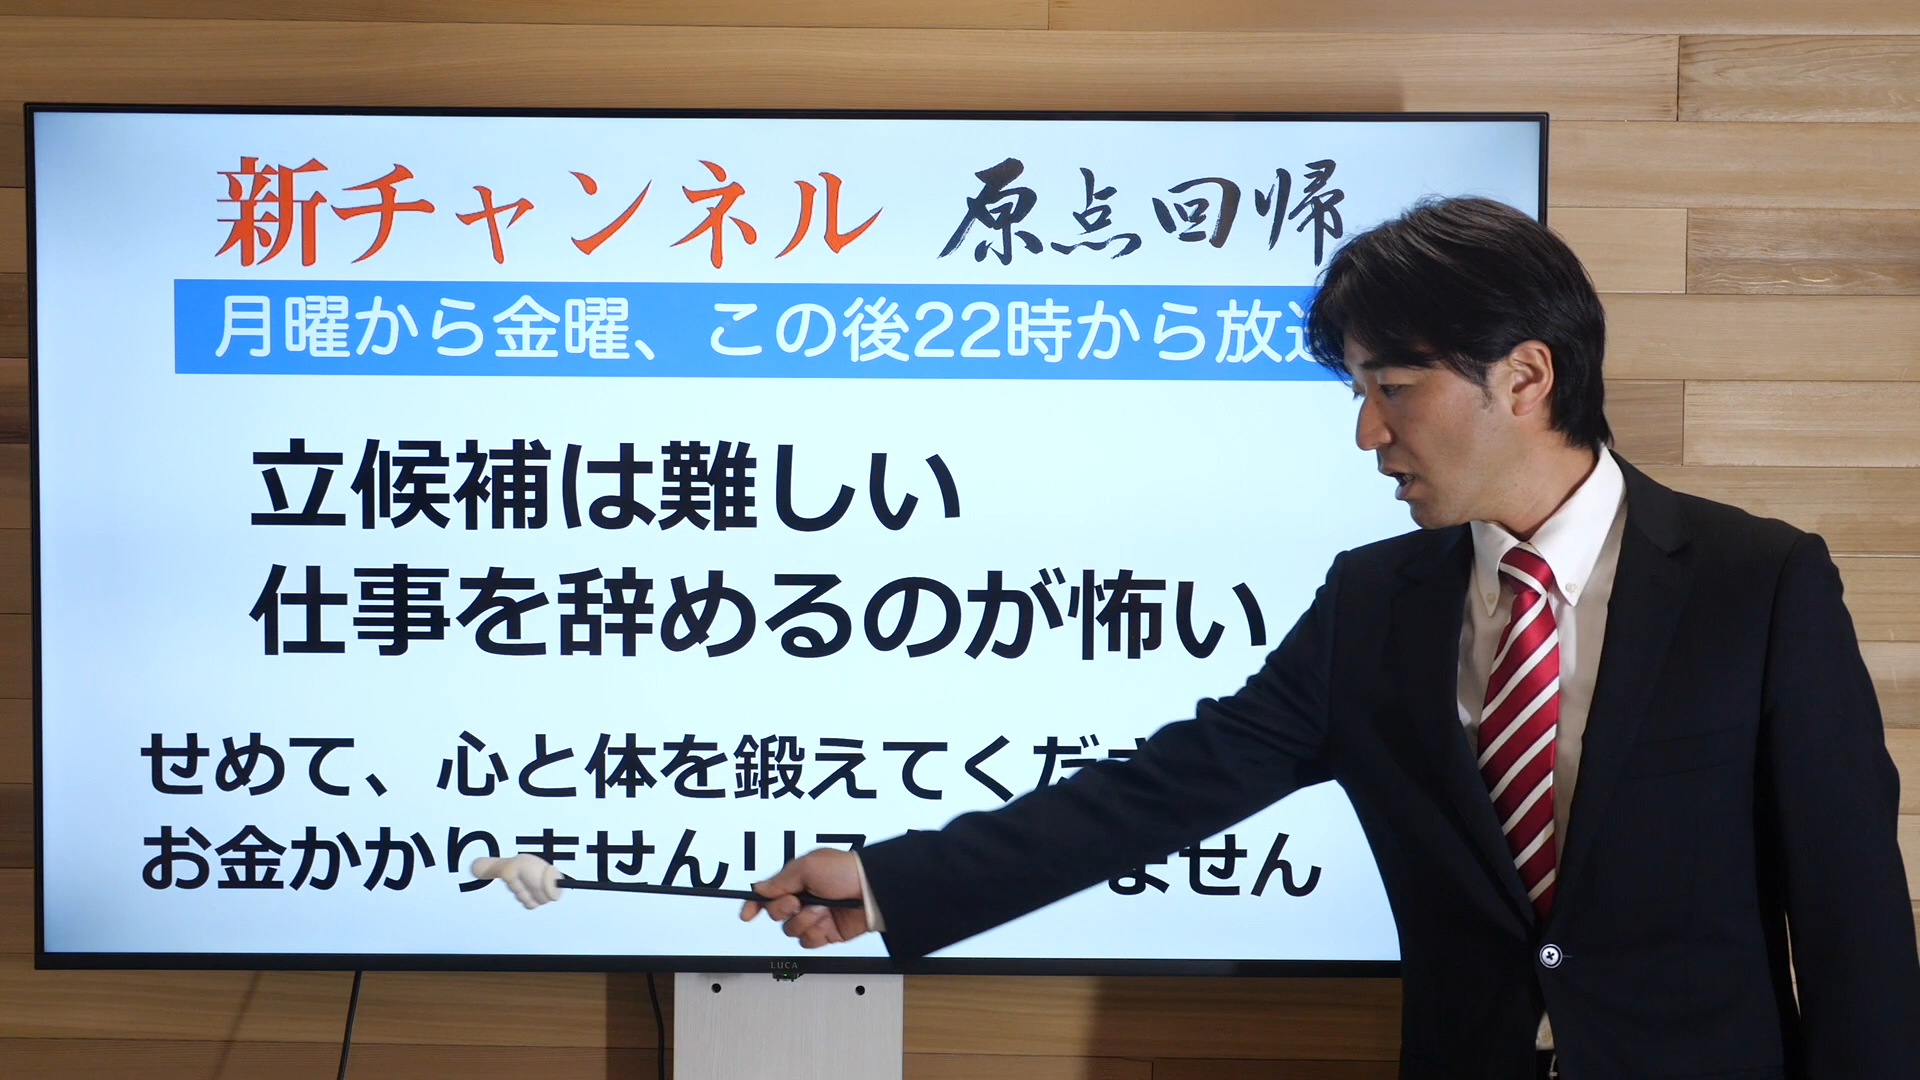 新チャンネル 原点回帰
月曜から金曜、この後22時から放
立候補は難しい
仕事を辞めるのが怖い
せめて、心と体を鍛えてくだ
お金かかりませんリス ません
LUCA